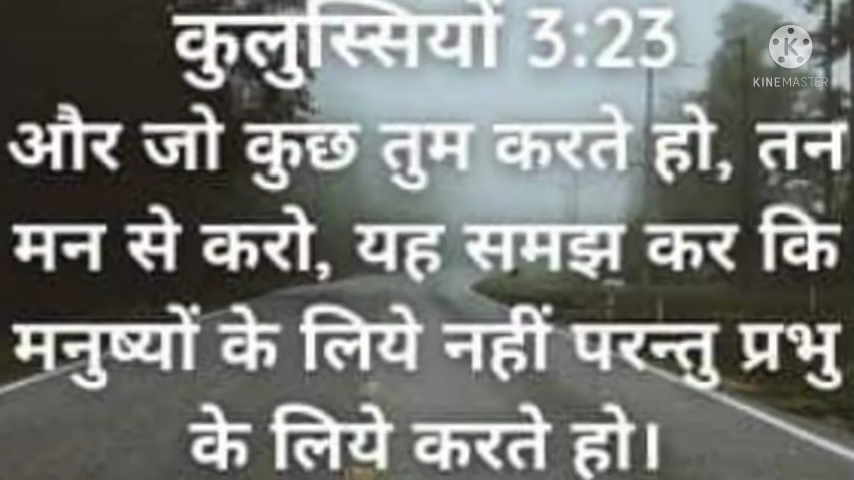 कुलुस्सियों 3:23
K
KINEMASTER
और जो कुछ तुम करते हो, तन
मन से करो, यह समझ कर कि
मनुष्यों के लिये नहीं परन्तु प्रभु
के लिये करते हो।